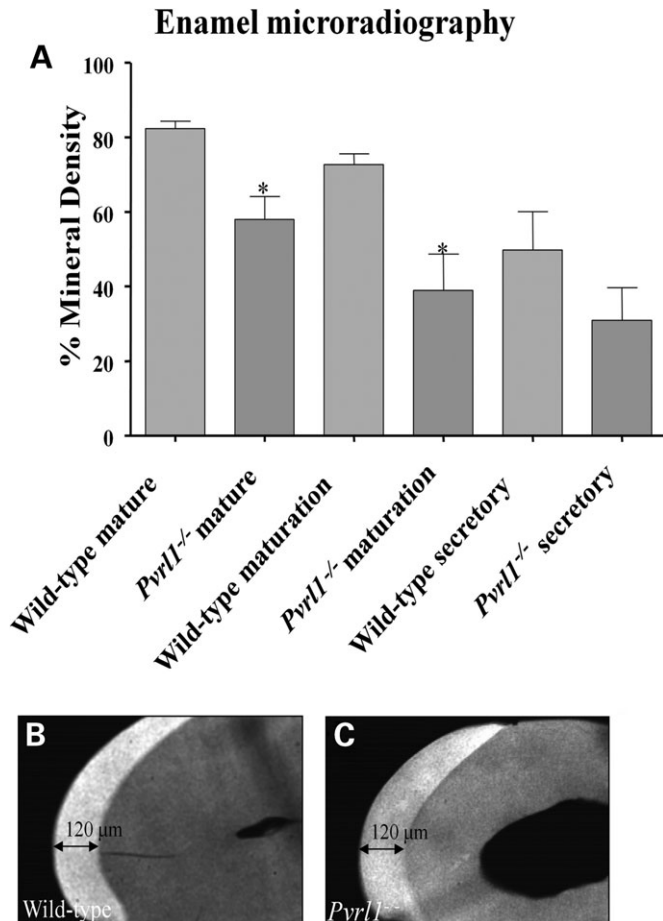 Enamel microradiography
A
% Mineral Density
100
80
60
40
20
0
*
*
Wild-type mature
Pvrl1-/- mature
Wild-type maturation
Pvrl1-/- maturation
Wild-type secretory
Pvrl1-/- secretory
B
120 µm
Wild-type
C
120 µm
Pvrl1-/-